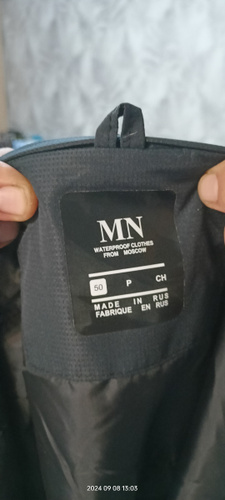 MN
WATERPROOF CLOTHES
FROM MOSCOW
50 P CH
MADE IN RUS
FABRIQUE EN RUS
2024 09 08 13:03